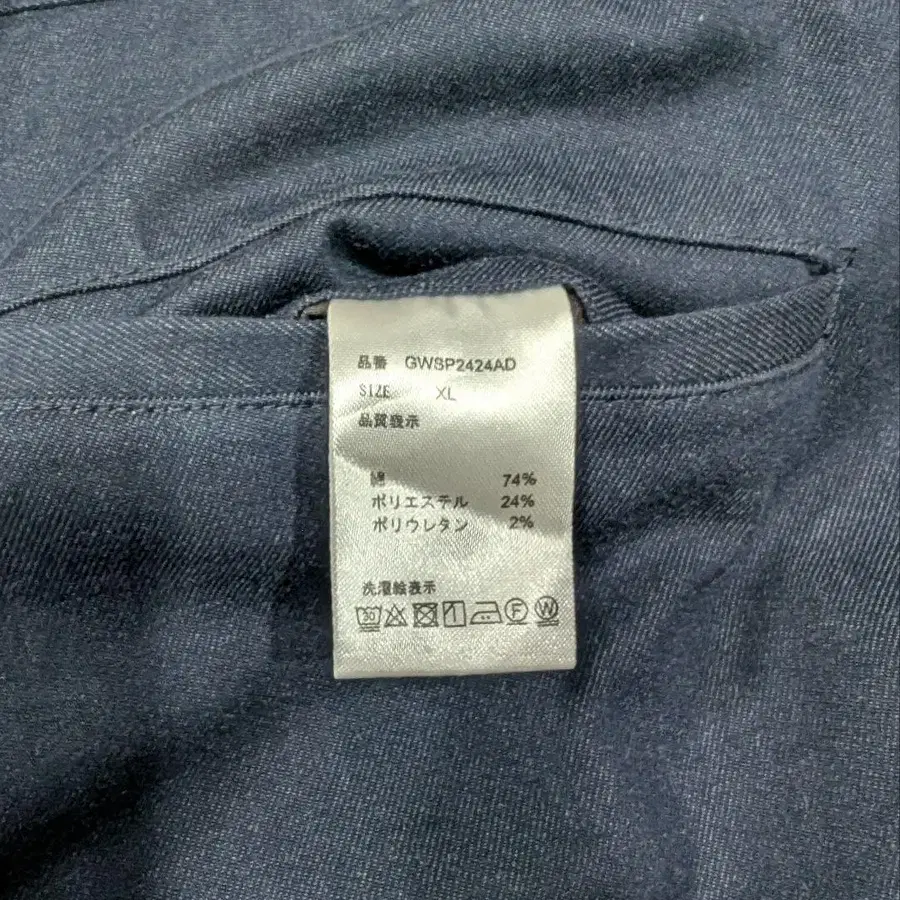 品番 GWSP2424AD
SIZE XL
品質表示
綿 74%
ポリエステル 24%
ポリウレタン 2%
洗濯絵表示
30 F W